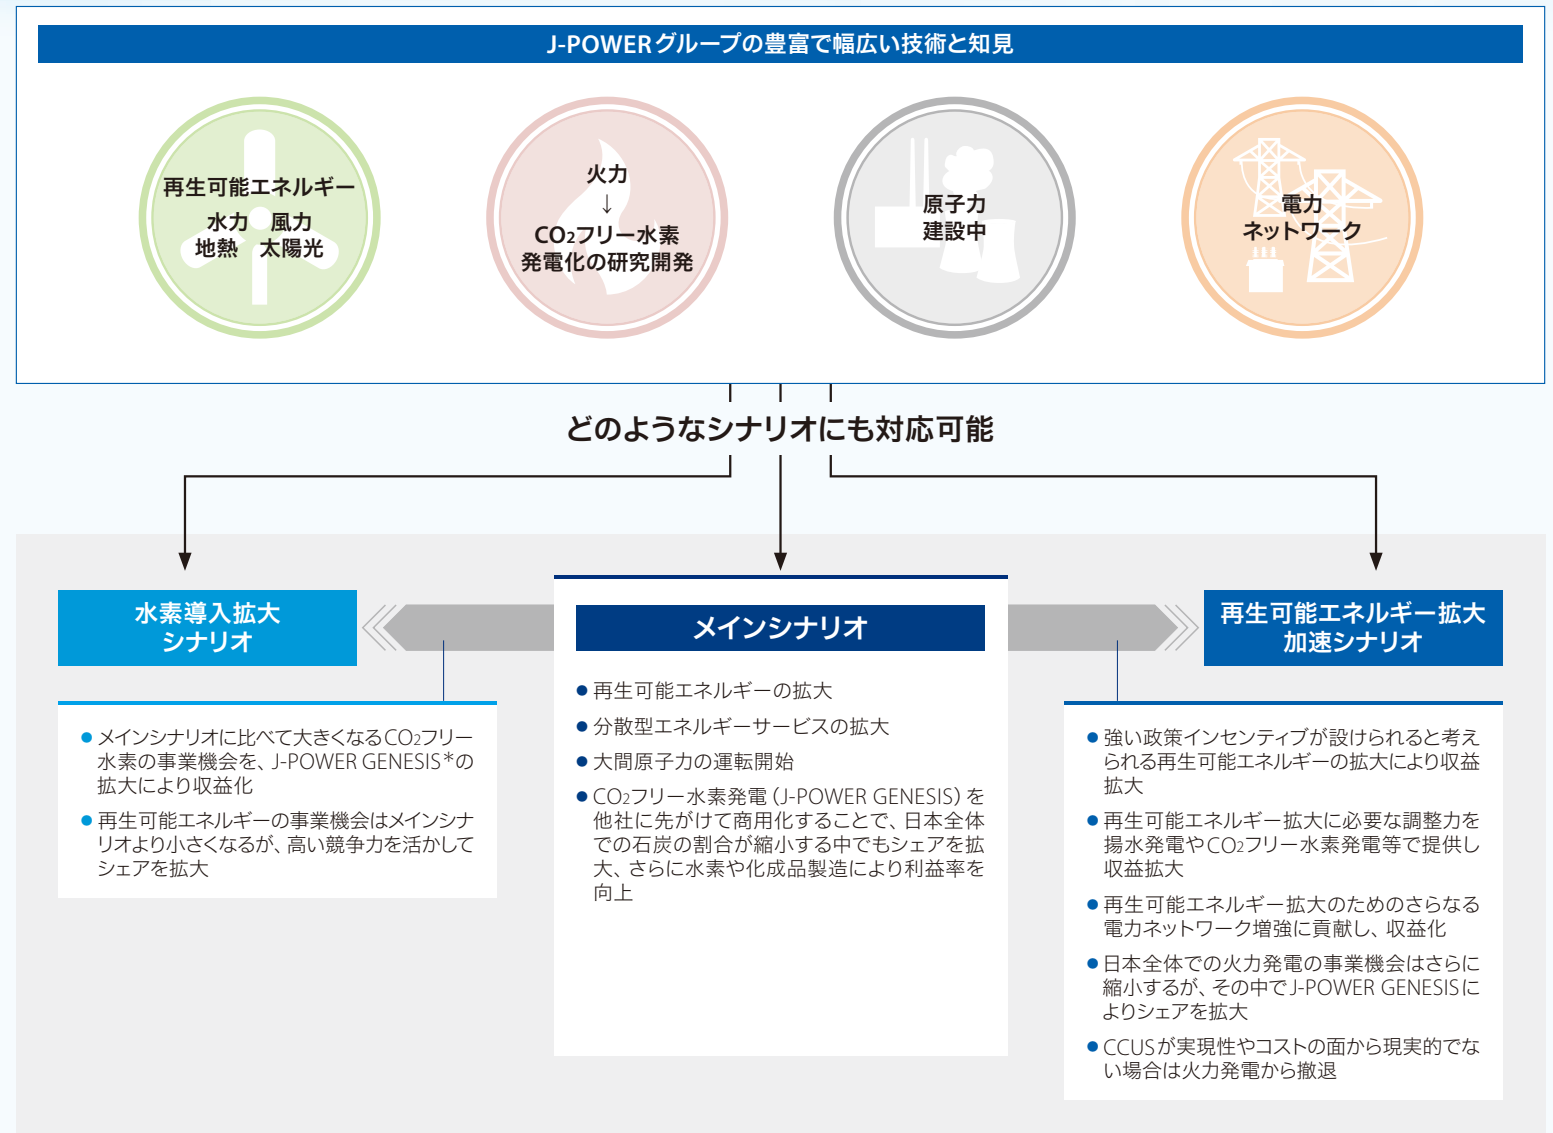 J-POWERグループの豊富で幅広い技術と知見
再生可能エネルギー
水力　風力
地熱　太陽光
火力
↓
CO2フリー水素
発電化の研究開発
原子力
建設中
電力
ネットワーク
どのようなシナリオにも対応可能
水素導入拡大
シナリオ
●メインシナリオに比べて大きくなるCO2フリー
水素の事業機会を、J-POWER GENESIS＊の
拡大により収益化
●再生可能エネルギーの事業機会はメインシナ
リオより小さくなるが、高い競争力を活かして
シェアを拡大
メインシナリオ
●再生可能エネルギーの拡大
●分散型エネルギーサービスの拡大
●大間原子力の運転開始
●CO2フリー水素発電（J-POWER GENESIS）を
他社に先がけて商用化することで、日本全体
での石炭の割合が縮小する中でもシェアを拡
大、さらに水素や化成品製造により利益率を
向上
再生可能エネルギー拡大
加速シナリオ
●強い政策インセンティブが設けられると考え
られる再生可能エネルギーの拡大により収益
拡大
●再生可能エネルギー拡大に必要な調整力を
揚水発電やCO2フリー水素発電等で提供し
収益拡大
●再生可能エネルギー拡大のためのさらなる
電力ネットワーク増強に貢献し、収益化
●日本全体での火力発電の事業機会はさらに
縮小するが、その中でJ-POWER GENESISに
よりシェアを拡大
●CCUSが実現性やコストの面から現実的でな
い場合は火力発電から撤退